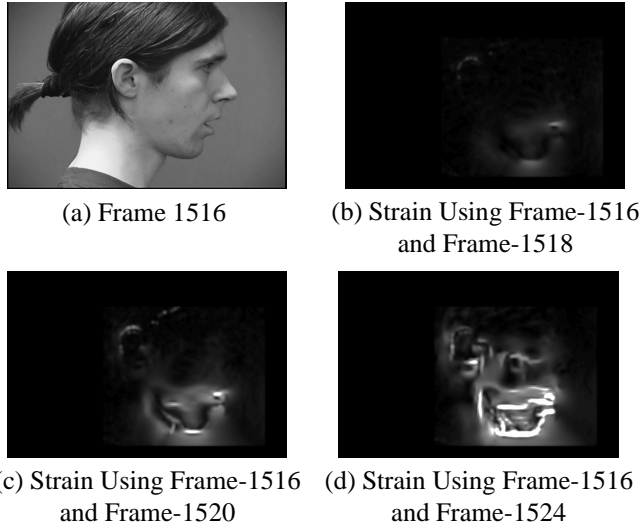 (a) Frame 1516
(b) Strain Using Frame-1516
and Frame-1518
(c) Strain Using Frame-1516
and Frame-1520
(d) Strain Using Frame-1516
and Frame-1524